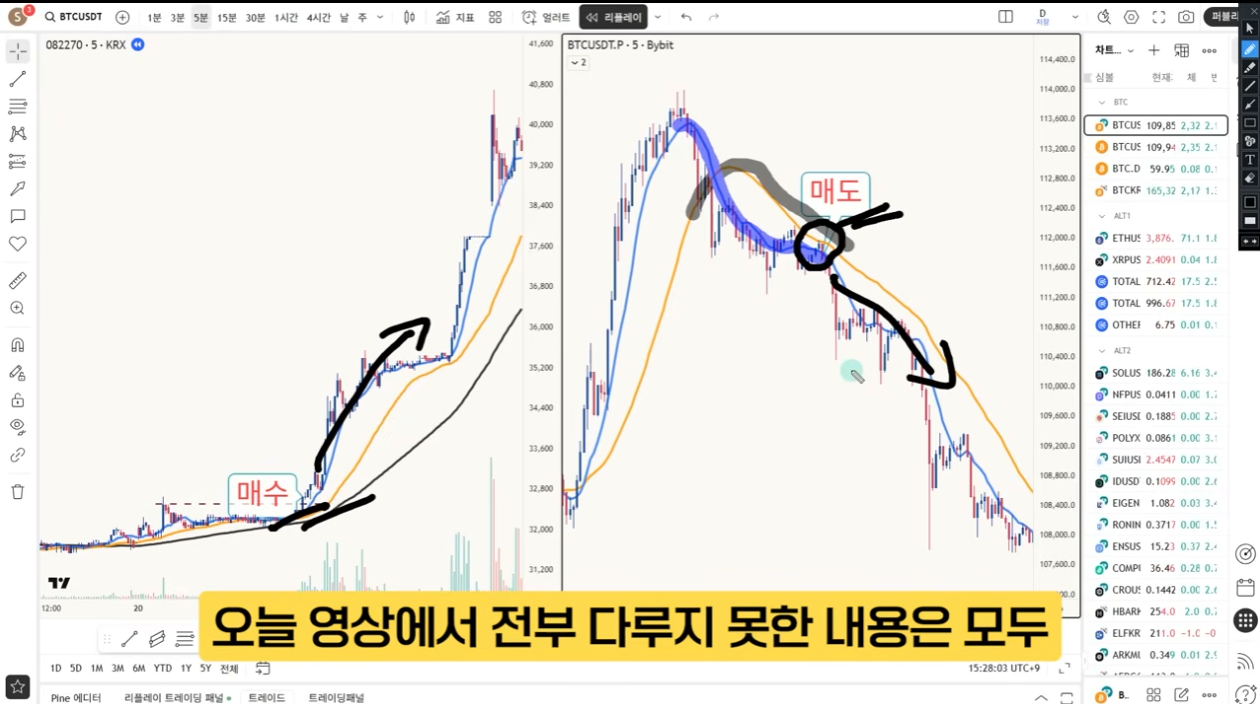 S 3 BTCUSDT 1분 3분 5분 15분 30분 1시간 4시간 날 주 지표 얼러트 리플레이 D 저장 퍼블리
082270 · 5 · KRX
BTCUSDT.P · 5 · Bybit
2
41,600
40,800
40,000
39,200
38,400
37,600
36,800
36,000
35,200
34,400
33,600
32,800
32,000
31,200
매수
매도
12:00 20
114,400.0
114,000.0
113,600.0
113,200.0
112,800.0
112,400.0
112,000.0
111,600.0
111,200.0
110,800.0
110,400.0
110,000.0
109,600.0
109,200.0
108,800.0
108,400.0
108,000.0
107,600.0
차트...
심볼 현재: 체 변
BTC
BTCUS 109,85 2,32 2.
BTCUS 109,94 2,35 2.
BTC.D 59.95 0.08 0.
BTCKR 165,32 2,17 1.
ALT1
ETHUS 3,876. 71.1 1.8
XRPUS 2.4091 0.04 1.8
TOTAL 712.42 17.5 2.
TOTAL 996.67 17.5 1.8
OTHER 6.75 0.01 0.
ALT2
SOLUS 186.28 6.16 3.4
NFPUS 0.0411 0.00 1.
SEIUSI 0.1885 0.00 2.
POLYX 0.0861 0.00 3.
SUIUSI 2.4547 0.07 3.0
IDUSD 0.1099 0.00 2.6
EIGEN 1.082 0.03 3.4
RONIN 0.3717 0.00 1.
ENSUS 15.23 0.37 2.4
COMPI 36.46 0.28 0.
CROUS 0.1442 0.00 2.6
HBARK 254.0 2.0 0.
ELFKR 211.0 -1.0 -0
ARKMI 0.349 0.01 2.9
오늘 영상에서 전부 다루지 못한 내용은 모두
1D 5D 1M 3M 6M YTD 1Y 5Y 전체
15:28:03 UTC+9
Pine 에디터 리플레이 트레이딩 패널 트레이드 트레이딩패널
B..